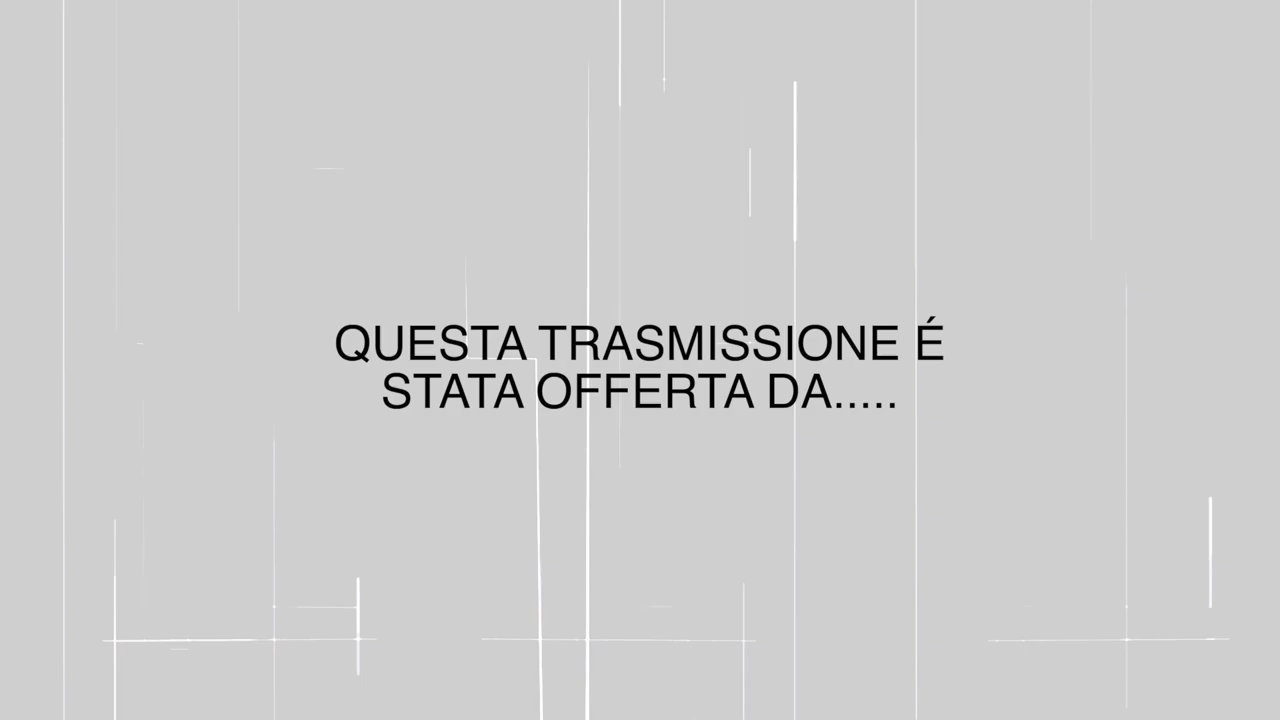 QUESTA TRASMISSIONE É
STATA OFFERTA DA.....